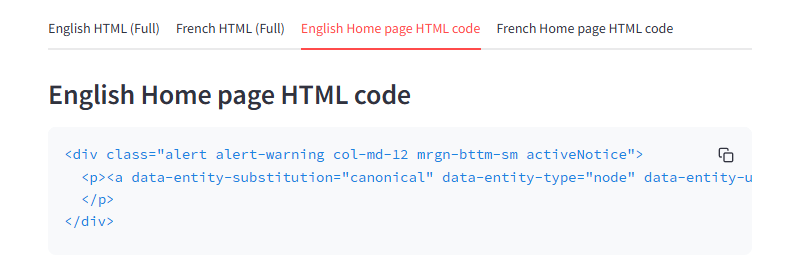 English HTML (Full) French HTML (Full) English Home page HTML code French Home page HTML code
English Home page HTML code
<div class="alert alert-warning col-md-12 mrgn-bttm-sm activeNotice">
<p><a data-entity-substitution="canonical" data-entity-type="node" data-entity-u
</p>
</div>